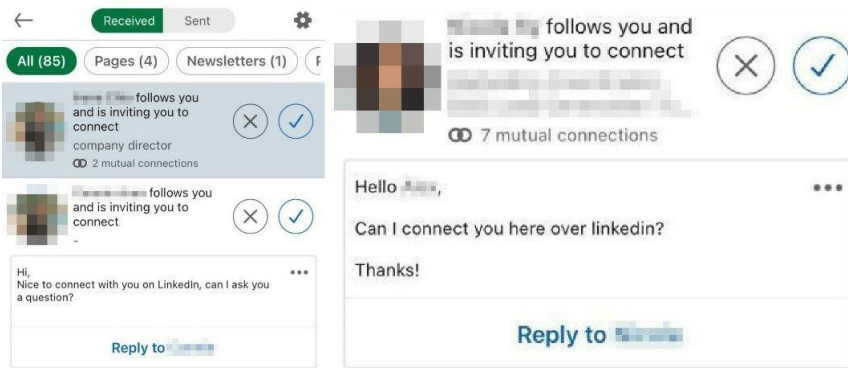 Received Sent
All (85) Pages (4) Newsletters (1)
follows you
and is inviting you to
connect
company director
2 mutual connections
follows you
and is inviting you to
connect
-
Hi,
Nice to connect with you on LinkedIn, can I ask you
a question?
Reply to
follows you and
is inviting you to connect
7 mutual connections
Hello
Can I connect you here over linkedin?
Thanks!
Reply to